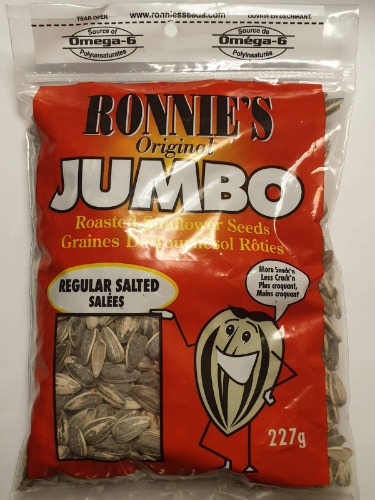 TEAR OPEN
www.ronniesseeds.com
OUVRIR EN DÉCHIRANT.
Source of
Omega-6
Polyunsaturates
Source de
Oméga-6
Polyinsaturés
RONNIE'S
Original
JUMBO
Roasted Sunflower Seeds
Graines De Tournesol Rôties
REGULAR SALTED
SALÉES
More Seeds'n
Less Crack'n
Plus croquant,
Moins craquant
227g